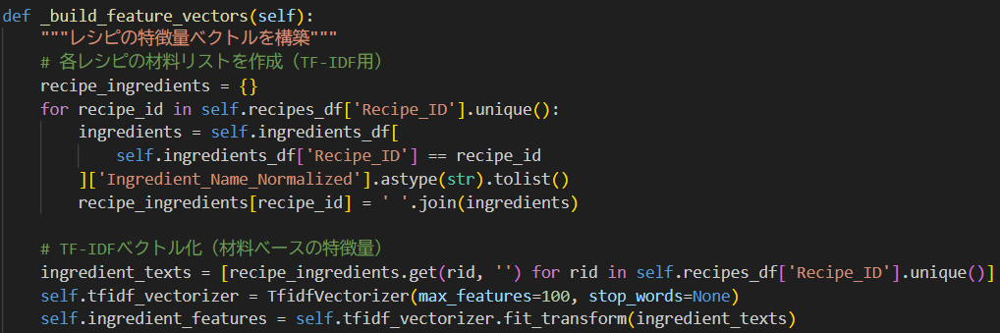 def _build_feature_vectors(self):
    """レシピの特徴量ベクトルを構築"""
    # 各レシピの材料リストを作成（TF-IDF用）
    recipe_ingredients = {}
    for recipe_id in self.recipes_df['Recipe_ID'].unique():
        ingredients = self.ingredients_df[
            self.ingredients_df['Recipe_ID'] == recipe_id
        ]['Ingredient_Name_Normalized'].astype(str).tolist()
        recipe_ingredients[recipe_id] = ' '.join(ingredients)
    # TF-IDFベクトル化（材料ベースの特徴量）
    ingredient_texts = [recipe_ingredients.get(rid, '') for rid in self.recipes_df['Recipe_ID'].unique()]
    self.tfidf_vectorizer = TfidfVectorizer(max_features=100, stop_words=None)
    self.ingredient_features = self.tfidf_vectorizer.fit_transform(ingredient_texts)